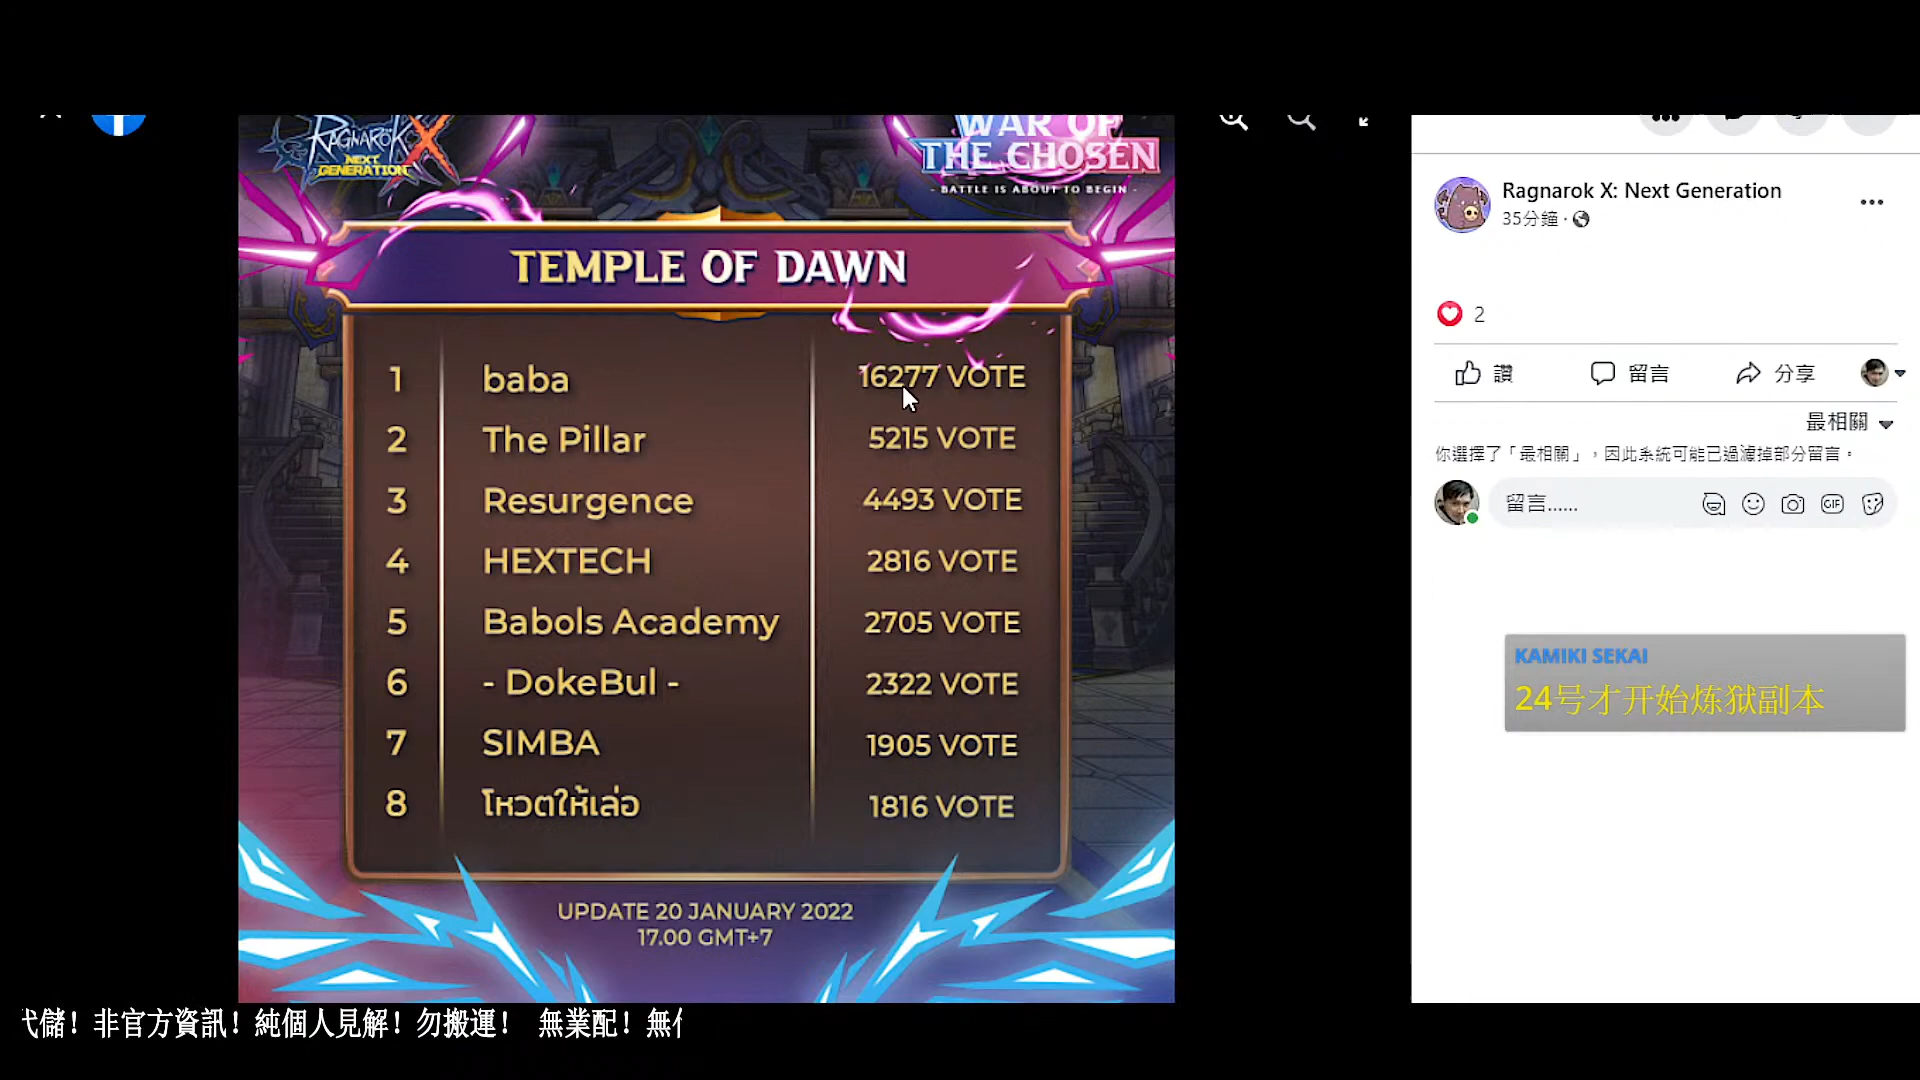 RAGNAROK X
NEXT
GENERATION
WAR OF
THE CHOSEN
- BATTLE IS ABOUT TO BEGIN -
TEMPLE OF DAWN
1 baba 16277 VOTE
2 The Pillar 5215 VOTE
3 Resurgence 4493 VOTE
4 HEXTECH 2816 VOTE
5 Babols Academy 2705 VOTE
6 - DokeBul - 2322 VOTE
7 SIMBA 1905 VOTE
8 โหวตให้เล่อ 1816 VOTE
UPDATE 20 JANUARY 2022
17.00 GMT+7
Ragnarok X: Next Generation
35分鐘 ·
2
讚 留言 分享
最相關
你選擇了「最相關」，因此系統可能已過濾掉部分留言。
留言......
GIF
KAMIKI SEKAI
24号才开始炼狱副本
儲！非官方資訊！純個人見解！勿搬運！ 無業配！無